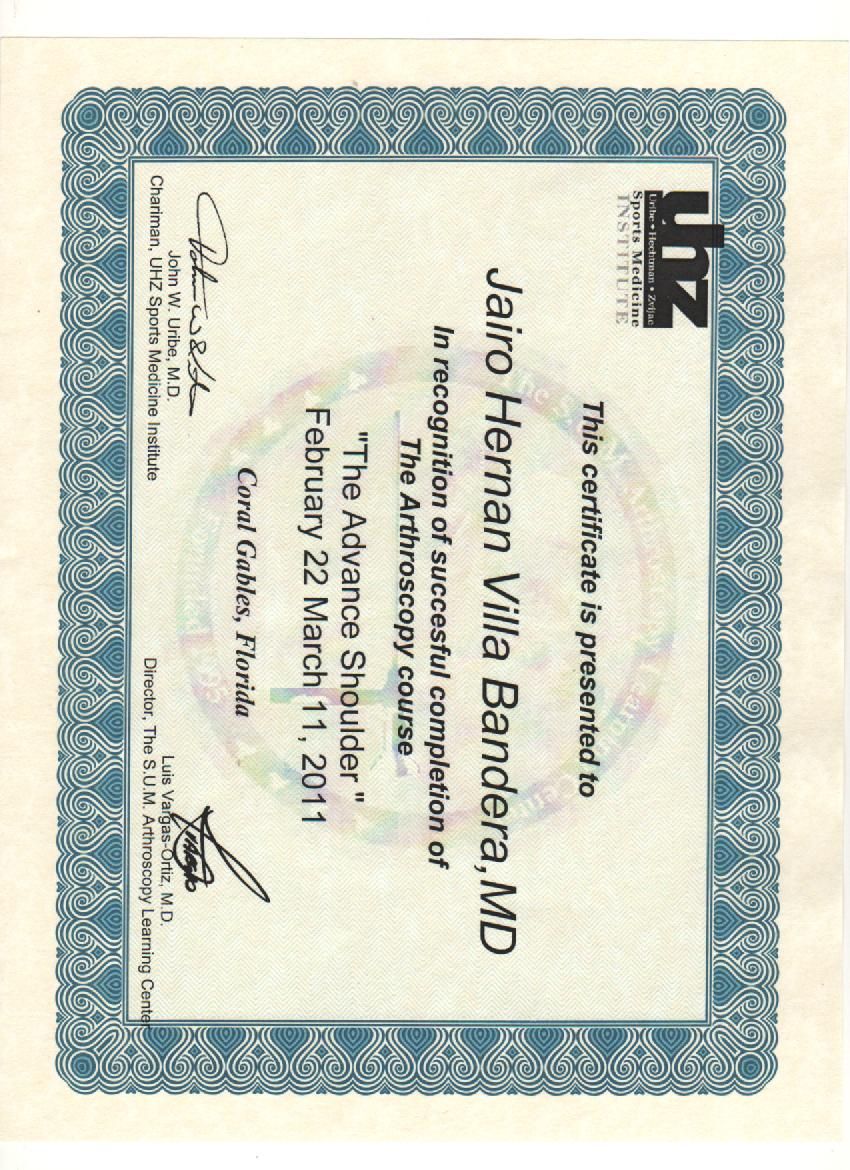 uhz
Uribe • Hechtman • Zvijac
Sports Medicine
INSTITUTE
This certificate is presented to
Jairo Hernan Villa Bandera, MD
In recognition of succesful completion of
The Arthroscopy course
"The Advance Shoulder"
February 22 March 11, 2011
Coral Gables, Florida
John W. Uribe, M.D.
Chariman, UHZ Sports Medicine Institute
Luis Vargas-Ortiz, M.D.
Director, The S.U.M. Arthroscopy Learning Center